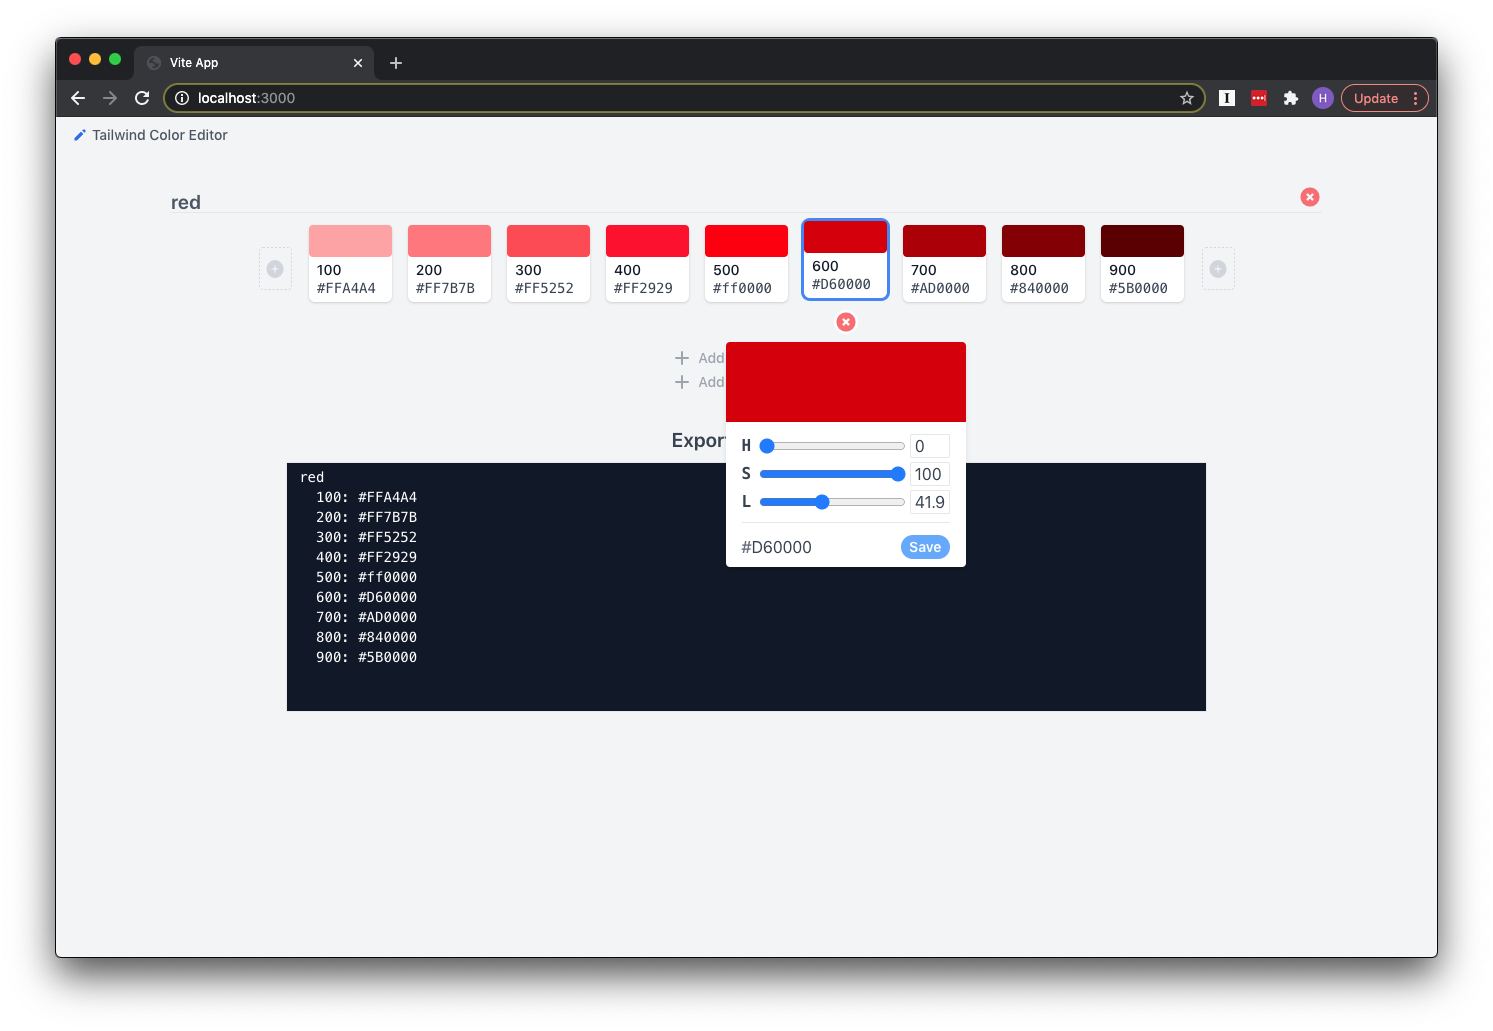 Vite App
localhost:3000
H
Update
Tailwind Color Editor
red
100
#FFA4A4
200
#FF7B7B
300
#FF5252
400
#FF2929
500
#ff0000
600
#D60000
700
#AD0000
800
#840000
900
#5B0000
Add
Add
H
0
S
100
L
41.9
#D60000
Save
red
100: #FFA4A4
200: #FF7B7B
300: #FF5252
400: #FF2929
500: #ff0000
600: #D60000
700: #AD0000
800: #840000
900: #5B0000